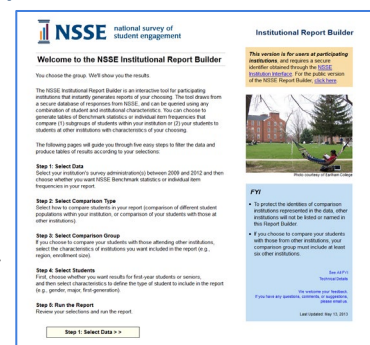 NSSE national survey of
student engagement
Institutional Report Builder
Welcome to the NSSE Institutional Report Builder
You choose the group. We'll show you the results.
The NSSE Institutional Report Builder is an interactive tool for participating
institutions that instantly generates reports of your choosing. The tool draws from
a secure database of responses from NSSE, and can be queried using any
combination of student and institutional characteristics. You can choose to
generate tables of Benchmark statistics or individual item frequencies that
compare (1) subgroups of students within your institution or (2) your students to
students at other institutions with characteristics of your choosing.
The following pages will guide you through five easy steps to filter the data and
produce tables of results according to your selections:
Step 1: Select Data
Select your institution's survey administration(s) between 2009 and 2012 and then
choose whether you want NSSE Benchmark statistics or individual item
frequencies in your report.
Step 2: Select Comparison Type
Select how to compare students in your report (comparison of different student
populations within your institution, or comparison of your students with those at
other institutions).
Step 3: Select Comparison Group
If you choose to compare your students with those attending other institutions,
select the characteristics of institutions you want included in the report (e.g.,
region, enrollment size).
Step 4: Select Students
First, choose whether you want results for first-year students or seniors,
and then select characteristics to define the type of student to include in the report
(e.g., gender, major, first-generation).
Step 5: Run the Report
Review your selections and run the report.
Step 1: Select Data > >
This version is for users at participating
institutions, and requires a secure
identifier obtained through the NSSE
Institution Interface. For the public version
of the NSSE Report Builder, click here.
Photo courtesy of Earlham College
FYI
• To protect the identities of comparison
institutions represented in the data, other
institutions will not be listed or named in
this Report Builder.
• If you choose to compare your students
with those from other institutions, your
comparison group must include at least
six other institutions.
See All FYI
Technical Details
We welcome your feedback.
If you have any questions, comments, or suggestions,
please email us.
Last Updated: May 13, 2013